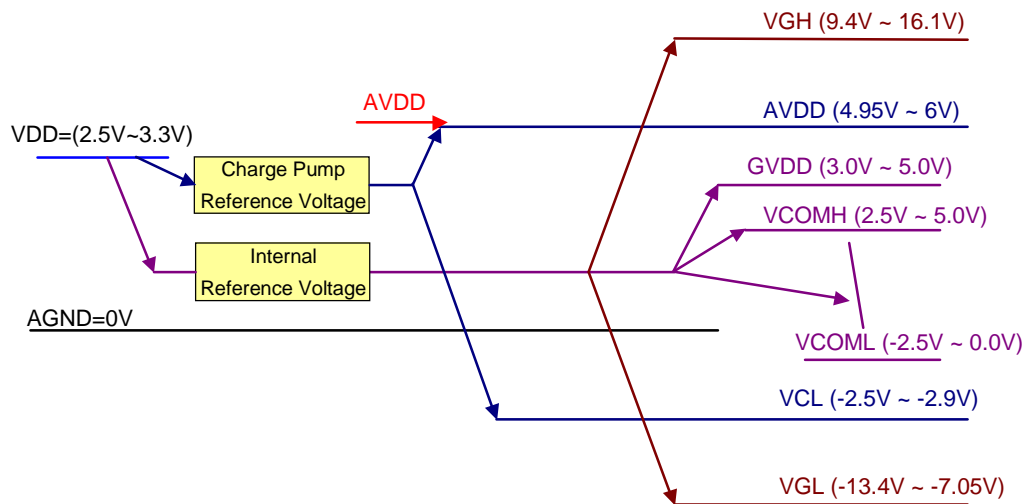 VGH (9.4V ~ 16.1V)
AVDD
AVDD (4.95V ~ 6V)
VDD=(2.5V~3.3V)
Charge Pump
Reference Voltage
GVDD (3.0V ~ 5.0V)
VCOMH (2.5V ~ 5.0V)
Internal
Reference Voltage
AGND=0V
VCOML (-2.5V ~ 0.0V)
VCL (-2.5V ~ -2.9V)
VGL (-13.4V ~ -7.05V)